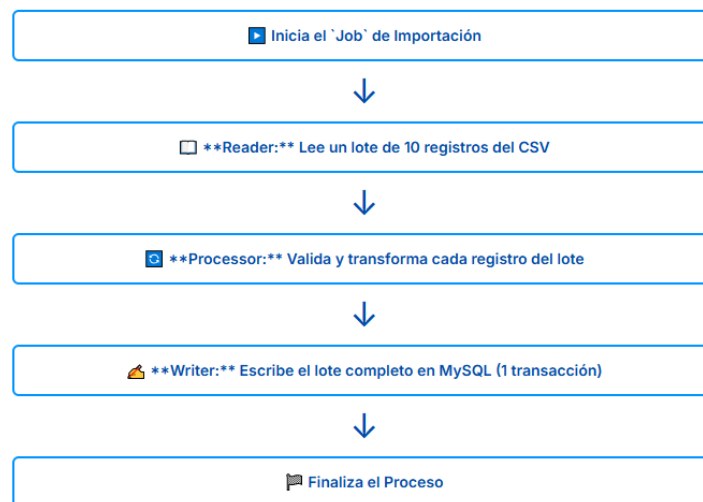 Inicia el `Job` de Importación
**Reader:** Lee un lote de 10 registros del CSV
**Processor:** Valida y transforma cada registro del lote
**Writer:** Escribe el lote completo en MySQL (1 transacción)
Finaliza el Proceso